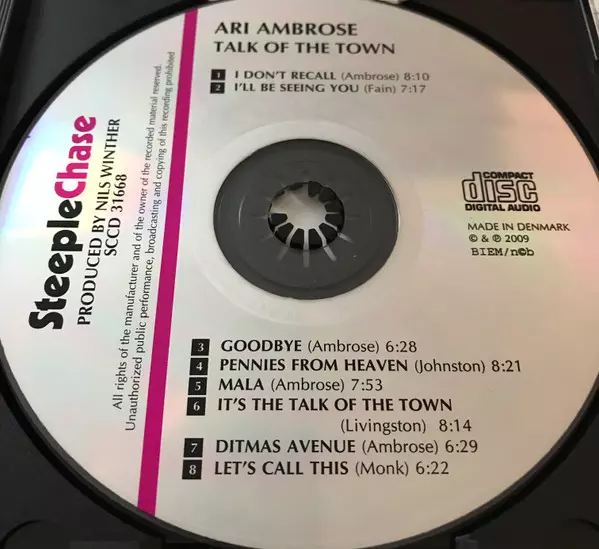 ARI AMBROSE
TALK OF THE TOWN
1 I DON'T RECALL (Ambrose) 8:10
2 I'LL BE SEEING YOU (Fain) 7:17
SteepleChase
PRODUCED BY NILS WINTHER
SCCD 31668
All rights of the manufacturer and of the owner of the recorded material reserved.
Unauthorized public performance, broadcasting and copying of this recording prohibited
COMPACT
disc
DIGITAL AUDIO
MADE IN DENMARK
© & ℗ 2009
BIEM/n©b
3 GOODBYE (Ambrose) 6:28
4 PENNIES FROM HEAVEN (Johnston) 8:21
5 MALA (Ambrose) 7:53
6 IT'S THE TALK OF THE TOWN
(Livingston) 8:14
7 DITMAS AVENUE (Ambrose) 6:29
8 LET'S CALL THIS (Monk) 6:22